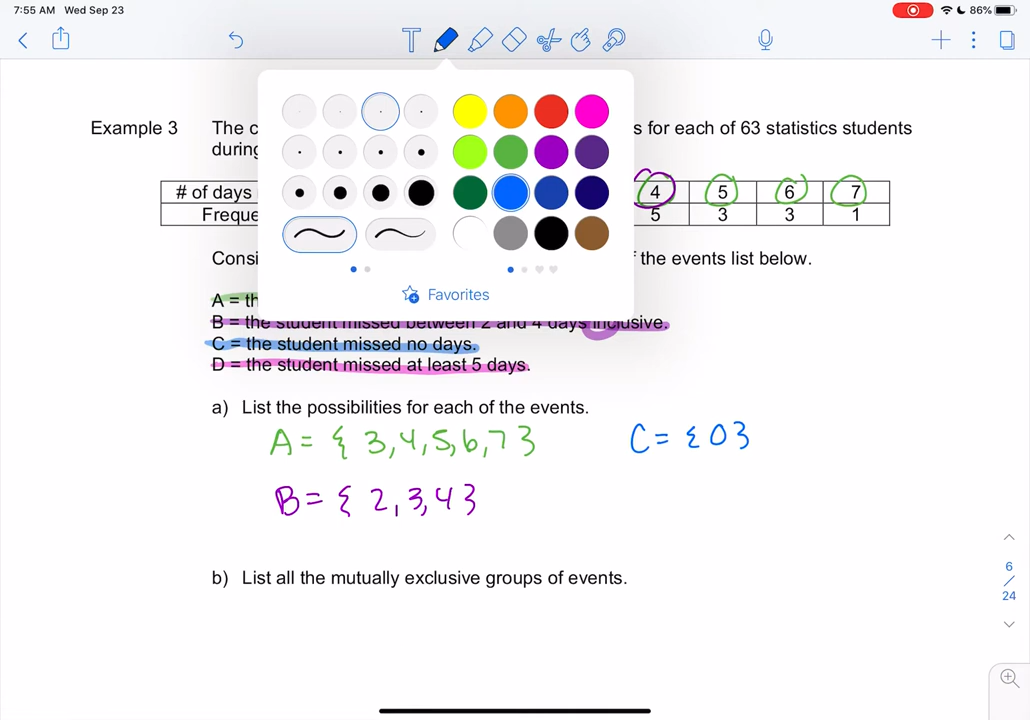 7:55 AM Wed Sep 23
86%
T
Example 3 The c s for each of 63 statistics students
during
# of days 4 5 6 7
Freque 5 3 3 1
Consi the events list below.
Favorites
A = th
B = the student missed between 2 and 4 days inclusive.
C = the student missed no days.
D = the student missed at least 5 days.
a) List the possibilities for each of the events.
A = { 3,4,5,6,7 } C = { 0 }
B = { 2,3,4 }
b) List all the mutually exclusive groups of events.
6
/
24